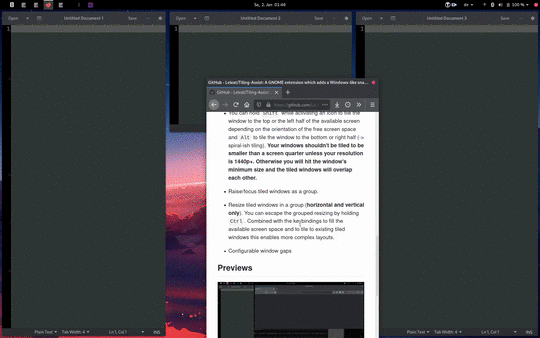 So, 2. Jan 01:46
de
100 %
Untitled Document 1
Save
Untitled Document 2
Save
Untitled Document 3
Save
1
1
1
GitHub - Leleat/Tiling-Assist: A GNOME extension which adds a Windows-like sna…
GitHub - Leleat/Tiling-Assist
https://github.com/Le
You can hold Shift while activating an icon to tile the
window to the top or the left half of the available screen
depending on the orientation of the free screen space
and Alt to tile the window to the bottom or right half (->
spiral-ish tiling). Your windows shouldn't be tiled to be
smaller than a screen quarter unless your resolution
is 1440p+. Otherwise you will hit the window's
minimum size and the tiled windows will overlap
each other.
• Raise/focus tiled windows as a group.
• Resize tiled windows in a group (horizontal and vertical
only). You can escape the grouped resizing by holding
Ctrl. Combined with the keybindings to fill the
available screen space and to tile to existing tiled
windows this enables more complex layouts.
• Configurable window gaps
Previews
Plain Text Tab Width: 4 Ln 1, Col 1 INS
Plain Text Tab Width: 4 Ln 1, Col 1 INS